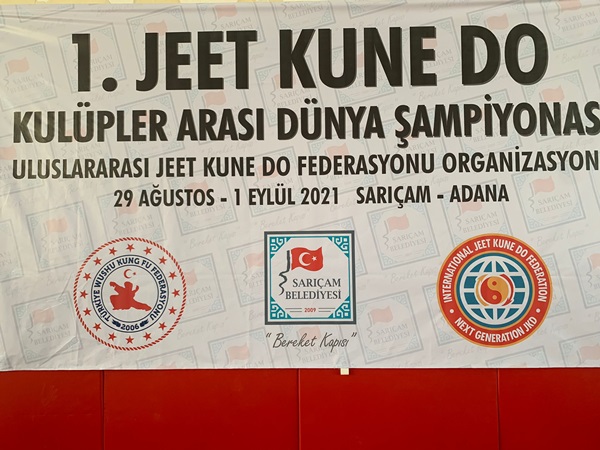 1. JEET KUNE DO
KULÜPLER ARASI DÜNYA ŞAMPİYONAS
ULUSLARARASI JEET KUNE DO FEDERASYONU ORGANİZASYON
29 AĞUSTOS - 1 EYLÜL 2021 SARIÇAM - ADANA
TÜRKİYE WUSHU KUNG FU FEDERASYONU
2006
SARIÇAM
BELEDİYESİ
2009
"Bereket Kapısı"
INTERNATIONAL JEET KUNE DO FEDERATION
NEXT GENERATION JKD